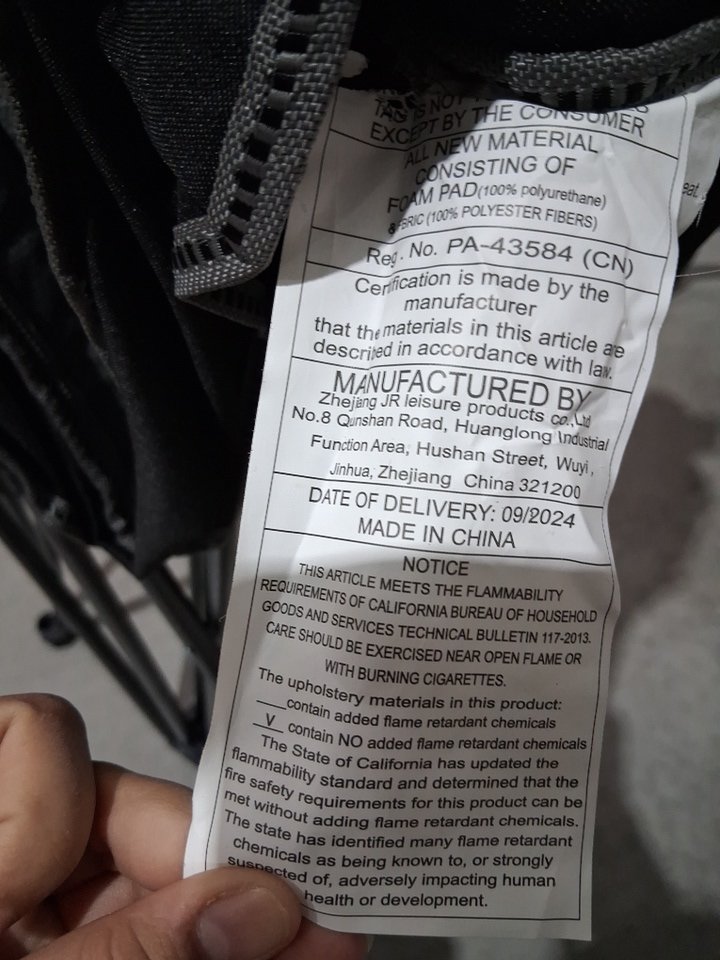 TAG IS NOT
EXCEPT BY THE CONSUMER
ALL NEW MATERIAL
CONSISTING OF
FOAM PAD(100% polyurethane)
& FABRIC (100% POLYESTER FIBERS)
Reg. No. PA-43584 (CN)
Certification is made by the
manufacturer
that the materials in this article are
described in accordance with law.
MANUFACTURED BY
Zhejiang JR leisure products co.,Ltd
No.8 Qunshan Road, Huanglong Industrial
Function Area, Hushan Street, Wuyi,
Jinhua, Zhejiang China 321200
DATE OF DELIVERY: 09/2024
MADE IN CHINA
NOTICE
THIS ARTICLE MEETS THE FLAMMABILITY
REQUIREMENTS OF CALIFORNIA BUREAU OF HOUSEHOLD
GOODS AND SERVICES TECHNICAL BULLETIN 117-2013.
CARE SHOULD BE EXERCISED NEAR OPEN FLAME OR
WITH BURNING CIGARETTES.
The upholstery materials in this product:
___contain added flame retardant chemicals
_V_ contain NO added flame retardant chemicals
The State of California has updated the
flammability standard and determined that the
fire safety requirements for this product can be
met without adding flame retardant chemicals.
The state has identified many flame retardant
chemicals as being known to, or strongly
suspected of, adversely impacting human
health or development.